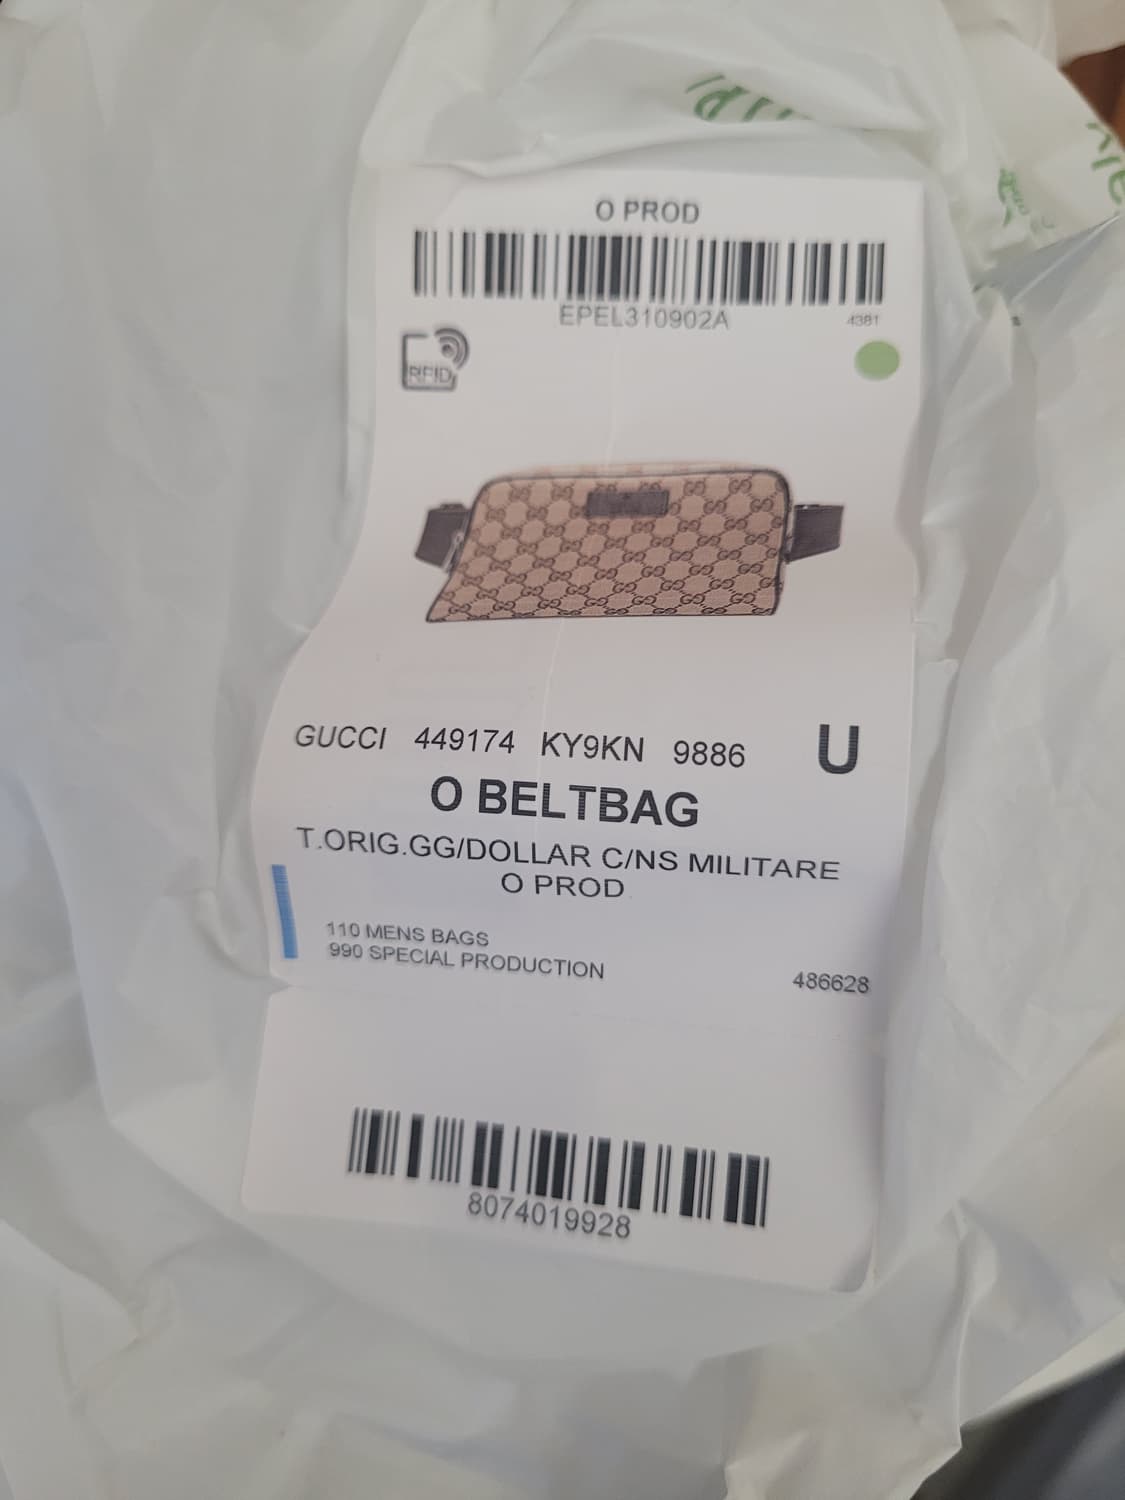 O PROD
EPEL310902A
4381
RFID
GUCCI 449174 KY9KN 9886 U
O BELTBAG
T.ORIG.GG/DOLLAR C/NS MILITARE
O PROD
110 MENS BAGS
990 SPECIAL PRODUCTION
486628
8074019928